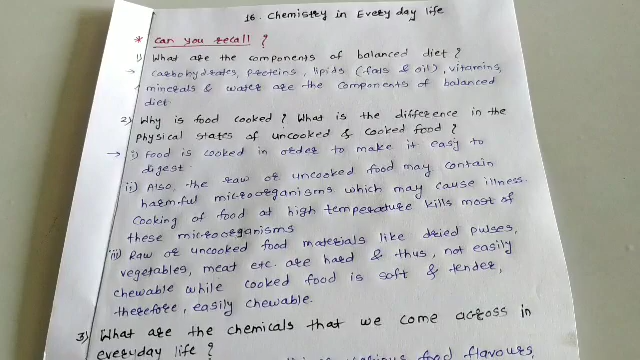 16. Chemistry in Every day life
* Can you recall ?
1) What are the components of balanced diet ?
→ carbohydrates, proteins, lipids (fats & oil), vitamins,
minerals & water are the components of balanced
diet
2) Why is food cooked ? What is the difference in the
physical states of uncooked & cooked food ?
→ i) Food is cooked in order to make it easy to
digest.
ii) Also, the raw or uncooked food may contain
harmful microorganisms which may cause illness.
Cooking of food at high temperature kills most of
these microorganisms
iii) Raw or uncooked food materials like dried pulses,
vegetables, meat etc. are hard & thus, not easily
chewable while cooked food is soft & tender,
therefore, easily chewable.
3) What are the chemicals that we come across in
everyday life ?
food flavours,